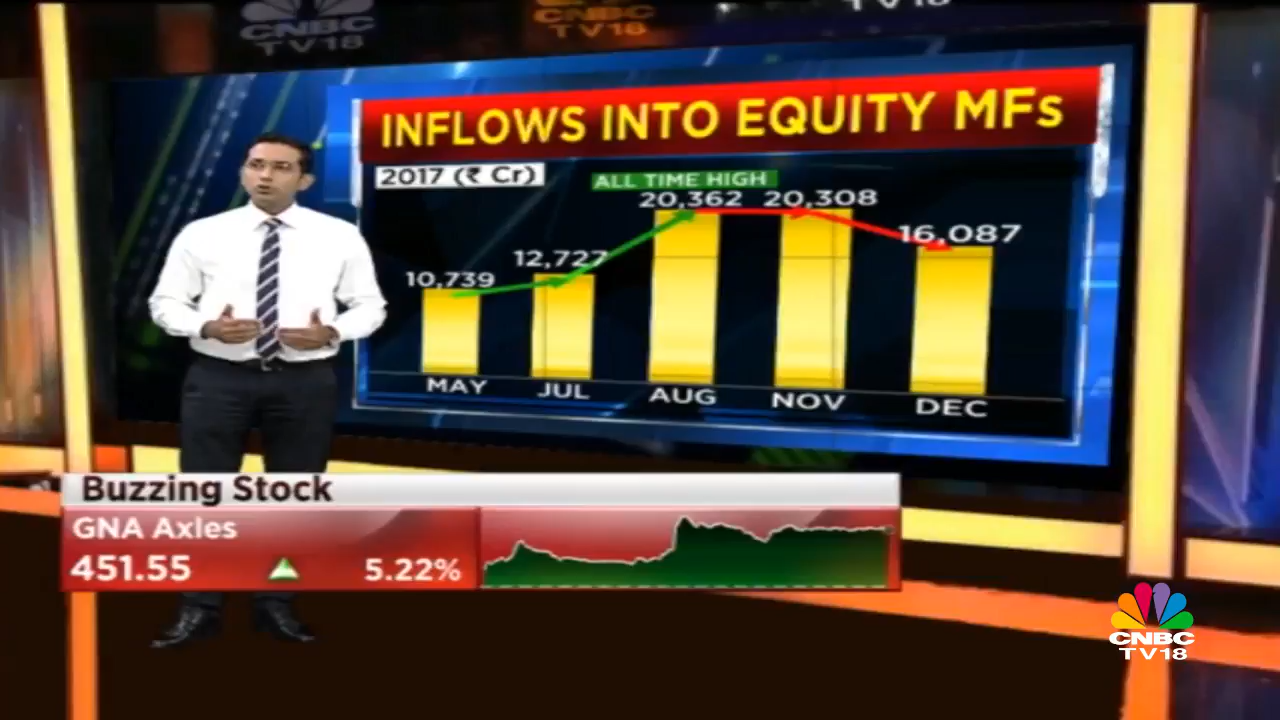 CNBC
TV18
CNBC
TV18
TV18
INFLOWS INTO EQUITY MFs
2017 (₹ Cr)
ALL TIME HIGH
20,362
20,308
16,087
12,727
10,739
MAY
JUL
AUG
NOV
DEC
Buzzing Stock
GNA Axles
451.55
5.22%
CNBC
TV18